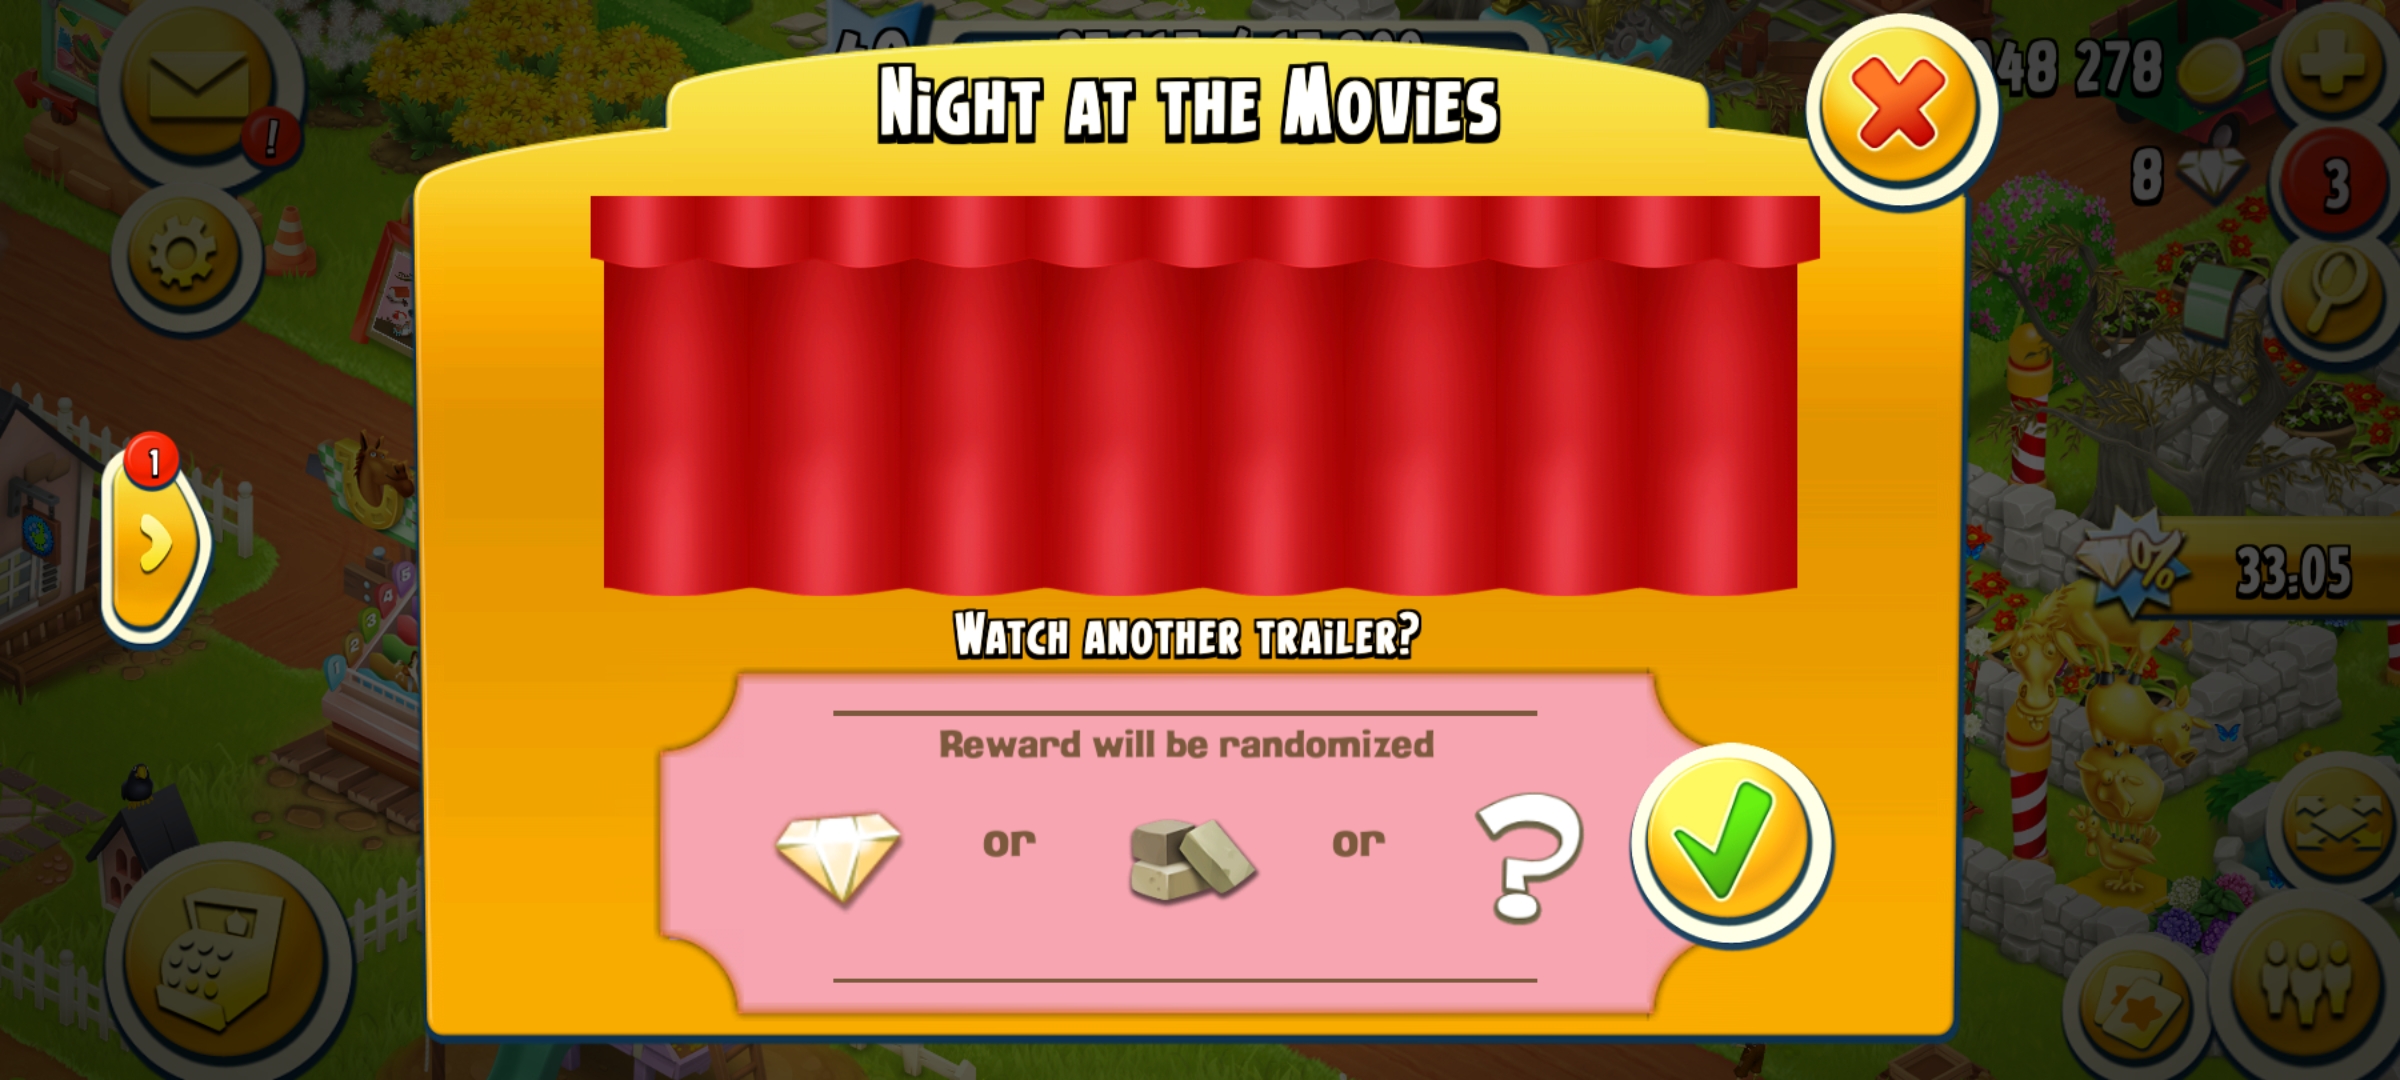 Night at the Movies
48 278
8
3
!
1
33:05
Watch another trailer?
Reward will be randomized
or
or
?